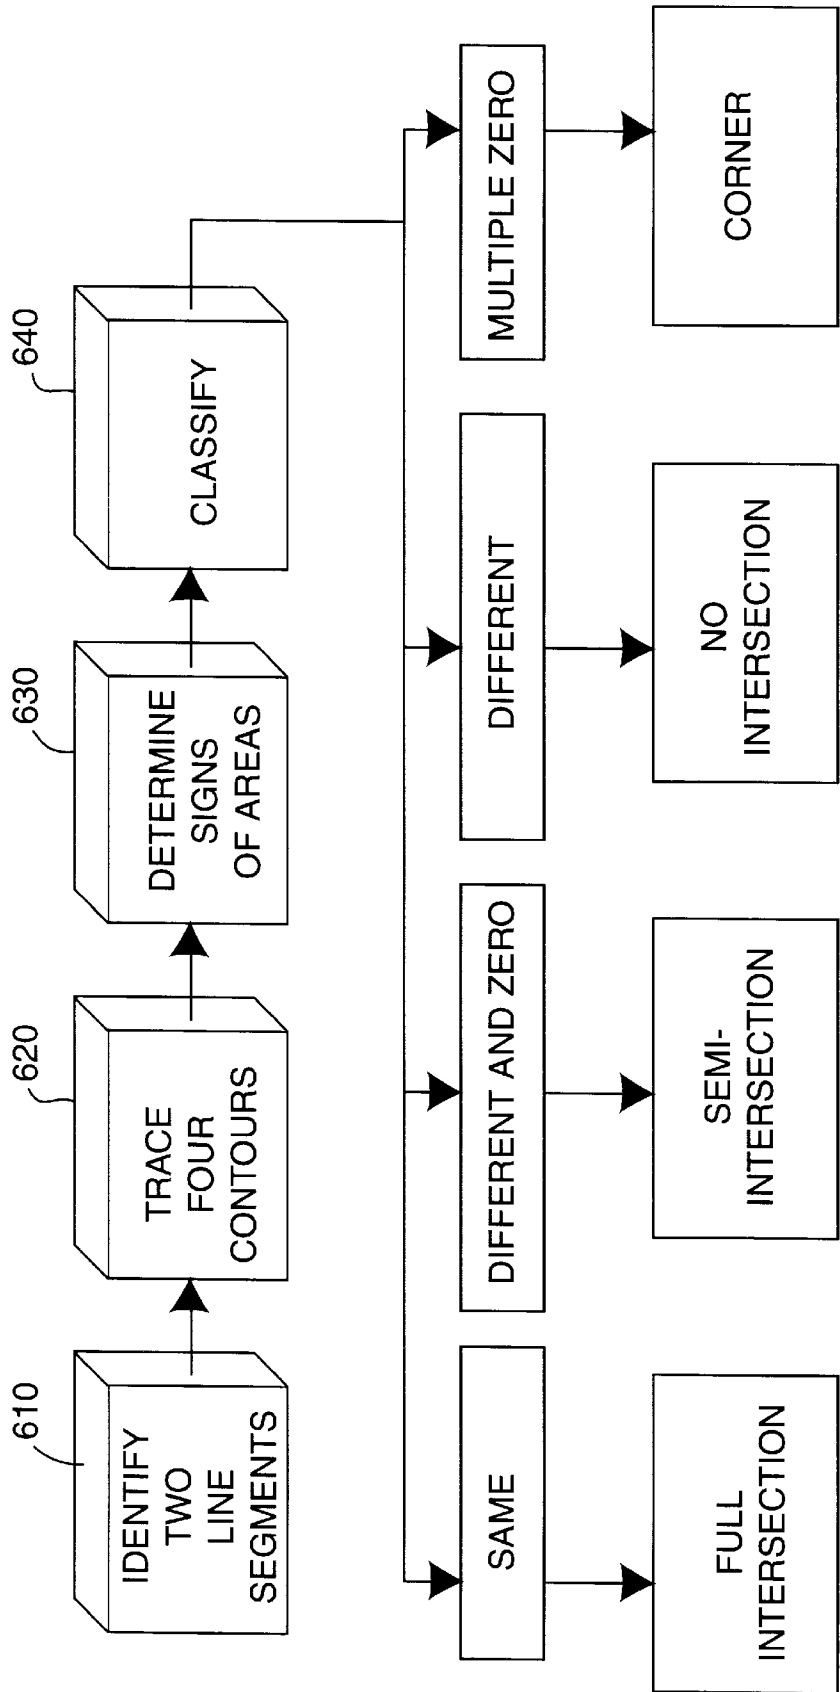 610
IDENTIFY
TWO
LINE
SEGMENTS
620
TRACE
FOUR
CONTOURS
630
DETERMINE
SIGNS
OF AREAS
640
CLASSIFY
SAME
DIFFERENT AND ZERO
DIFFERENT
MULTIPLE ZERO
FULL
INTERSECTION
SEMI-
INTERSECTION
NO
INTERSECTION
CORNER